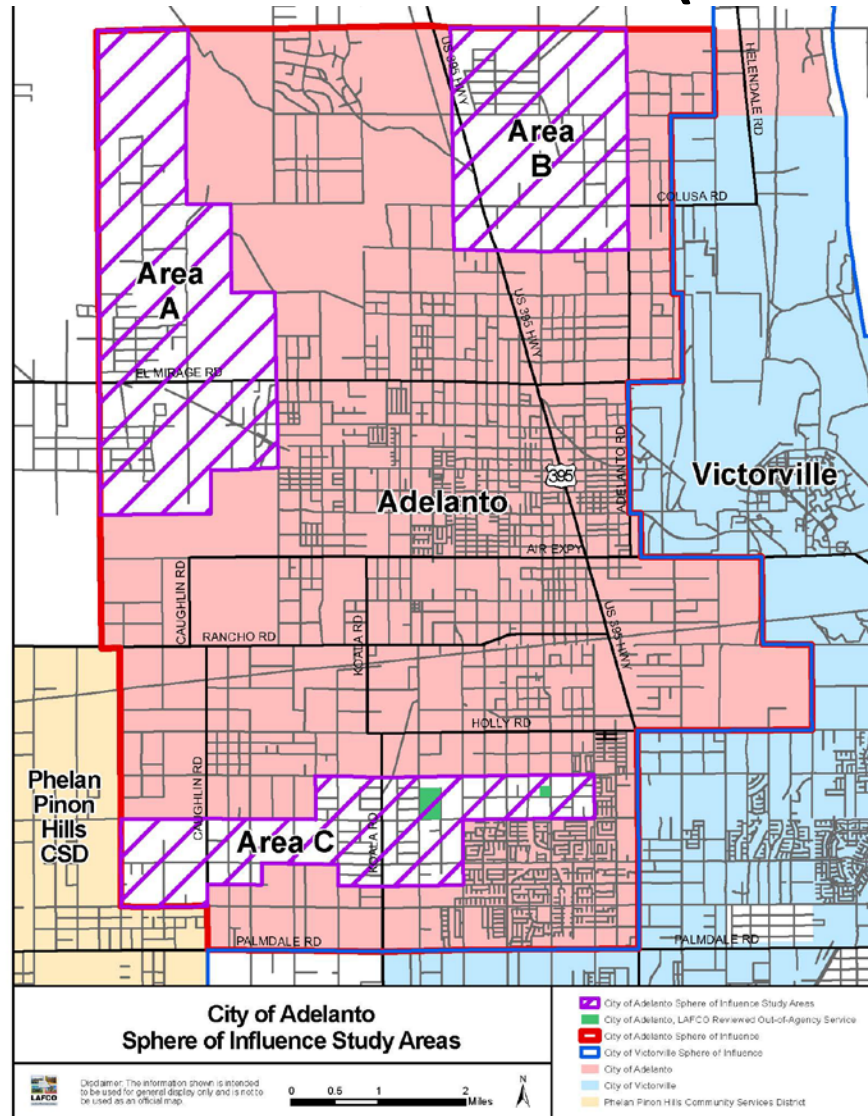 US 395 HWY
HELENDALE RD
Area
B
COLUSA RD
Area
A
US 395 HWY
EL MIRAGE RD
395
ADELANTO RD
Victorville
Adelanto
AIR EXPY
CAUGHLIN RD
RANCHO RD
KOALA RD
US 395 HWY
HOLLY RD
Phelan
Pinon
Hills
CSD
CAUGHLIN RD
KOALA RD
Area C
PALMDALE RD
PALMDALE RD
City of Adelanto
Sphere of Influence Study Areas
LAFCO
Disclaimer: The information shown is intended
to be used for general display only and is not to
be used as an official map.
0 0.5 1 2
Miles
N
City of Adelanto Sphere of Influence Study Areas
City of Adelanto, LAFCO Reviewed Out-of-Agency Service
City of Adelanto Sphere of Influence
City of Victorville Sphere of Influence
City of Adelanto
City of Victorville
Phelan Pinon Hills Community Services District